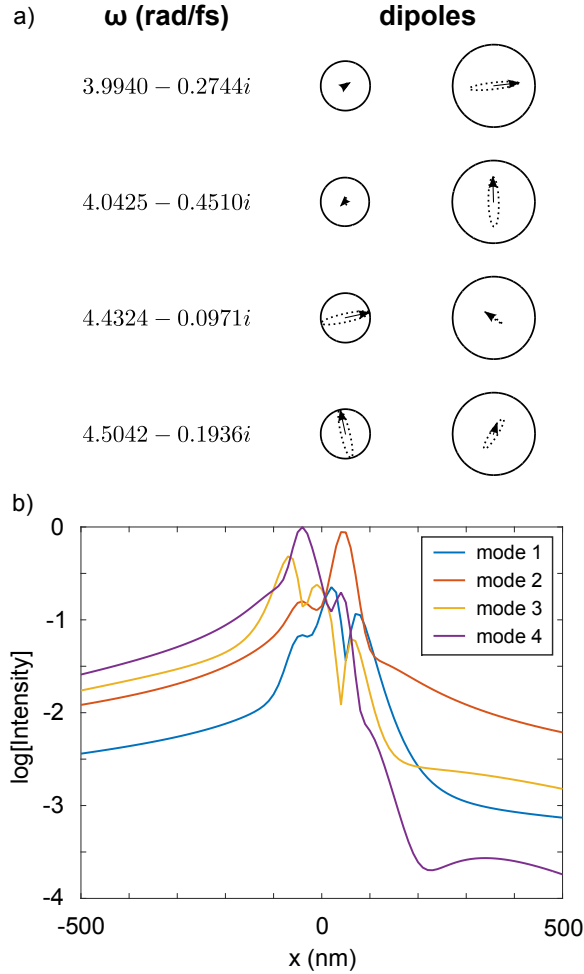 a) ω (rad/fs) dipoles
3.9940 − 0.2744i
4.0425 − 0.4510i
4.4324 − 0.0971i
4.5042 − 0.1936i
b)
0
-1
-2
-3
-4
log[Intensity]
mode 1
mode 2
mode 3
mode 4
-500 0 500
x (nm)